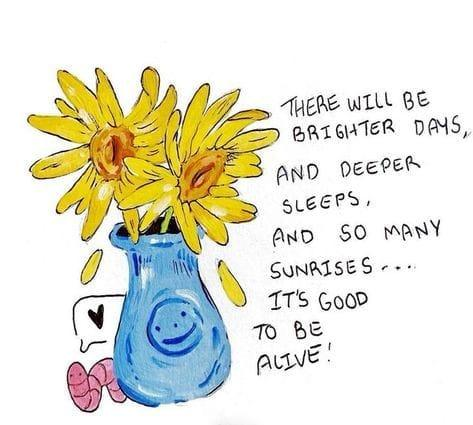 THERE WILL BE
BRIGHTER DAYS,
AND DEEPER
SLEEPS,
AND SO MANY
SUNRISES....
IT'S GOOD
TO BE
ALIVE!